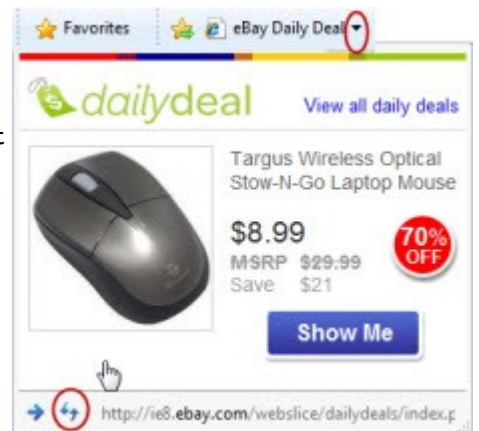 Favorites eBay Daily Deal
dailydeal View all daily deals
t
Targus Wireless Optical
Stow-N-Go Laptop Mouse
$8.99
70%
OFF
MSRP $29.99
Save $21
Show Me
http://ie8.ebay.com/webslice/dailydeals/index.p